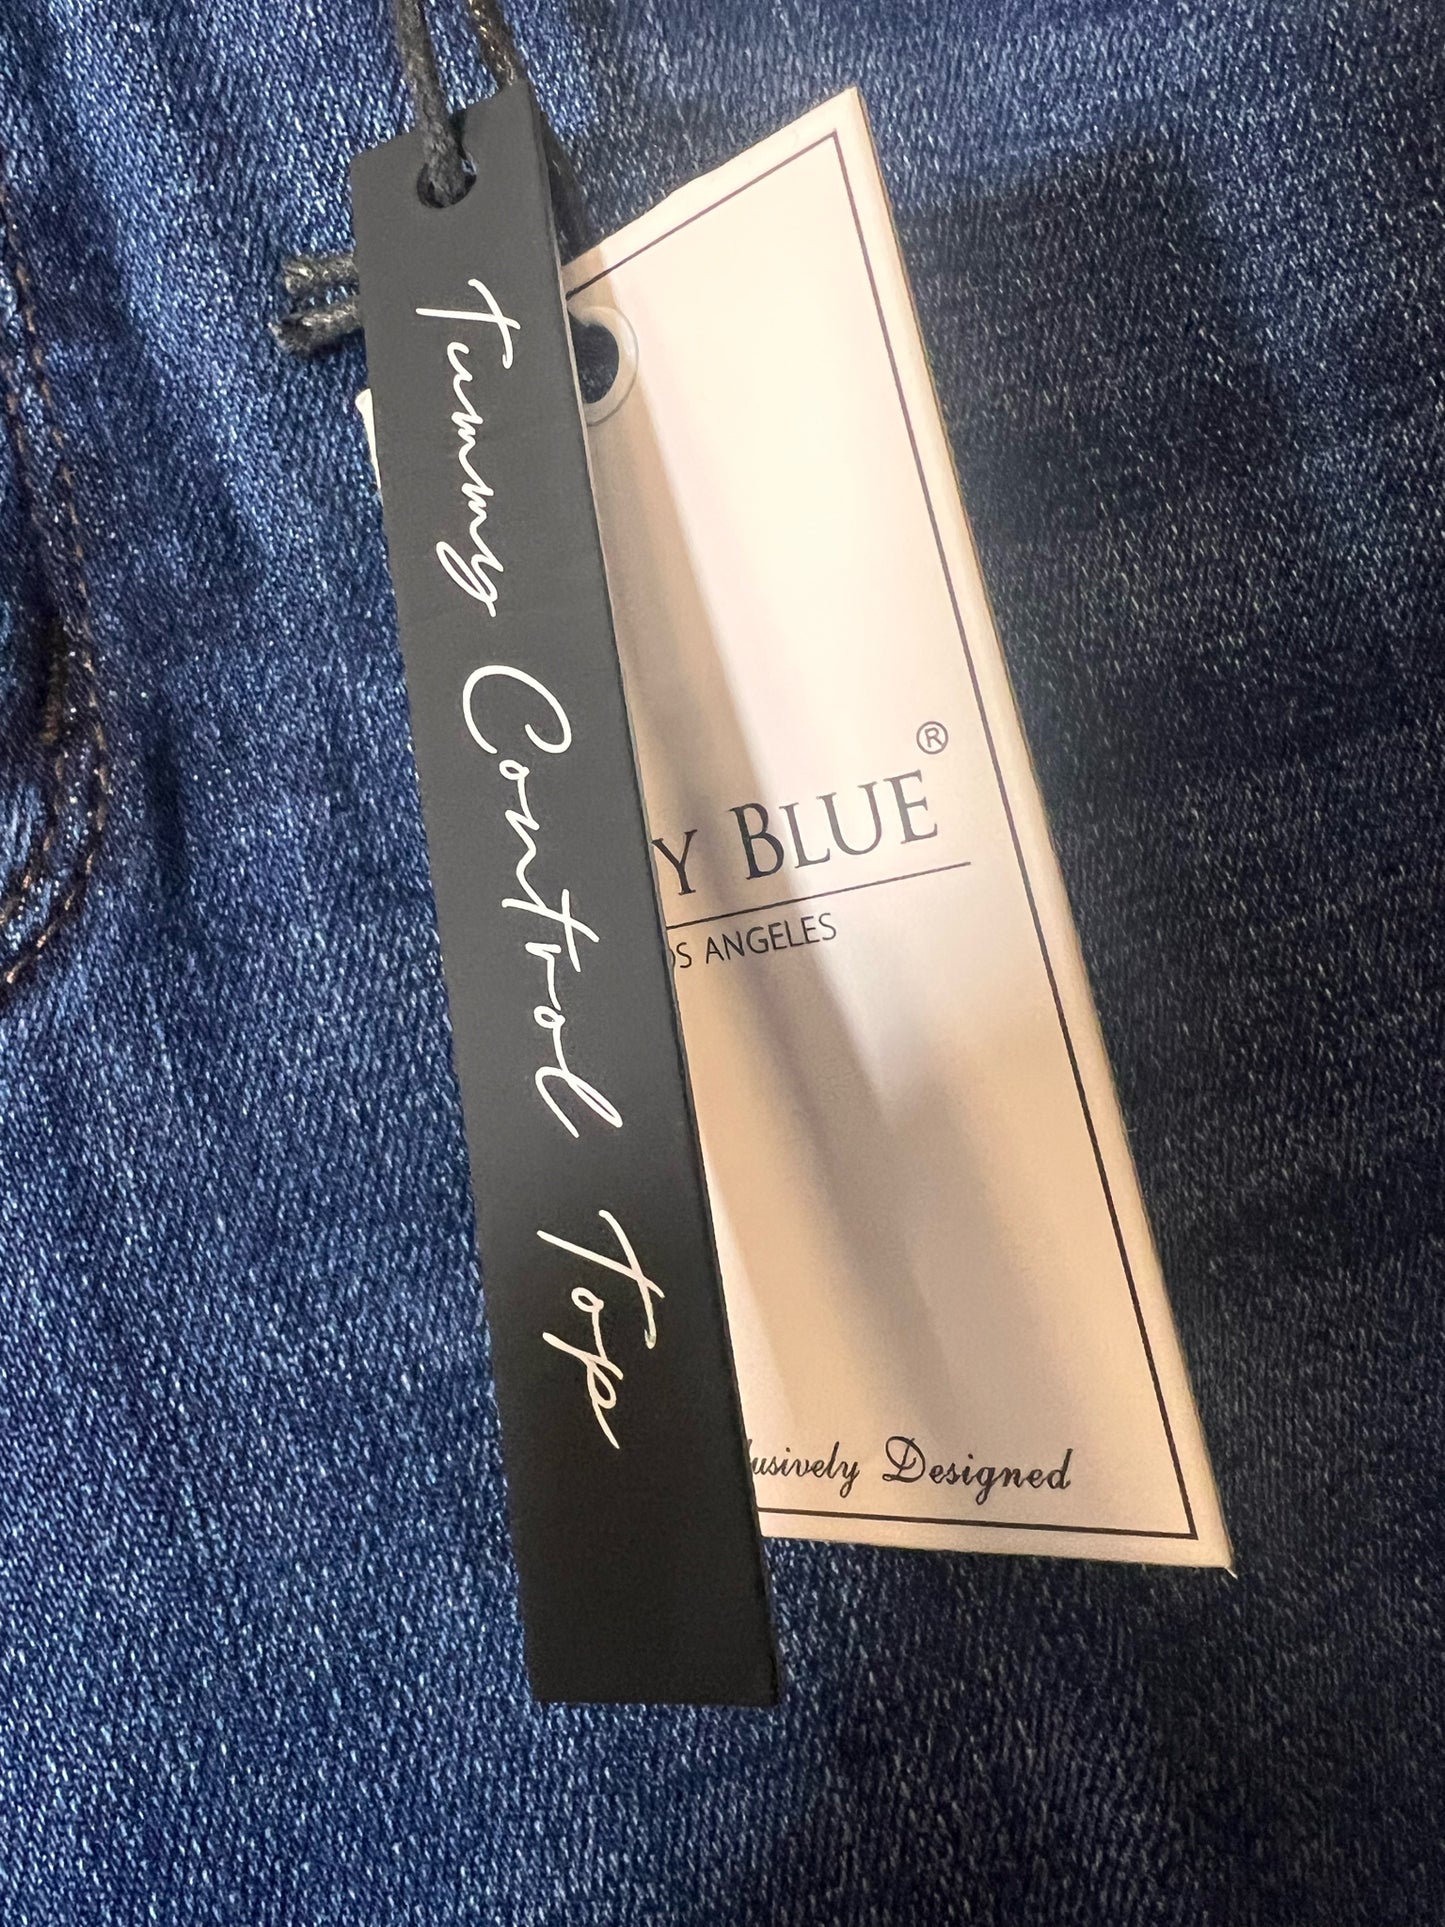 Tummy Control Top
Y BLUE®
OS ANGELES
lusively Designed